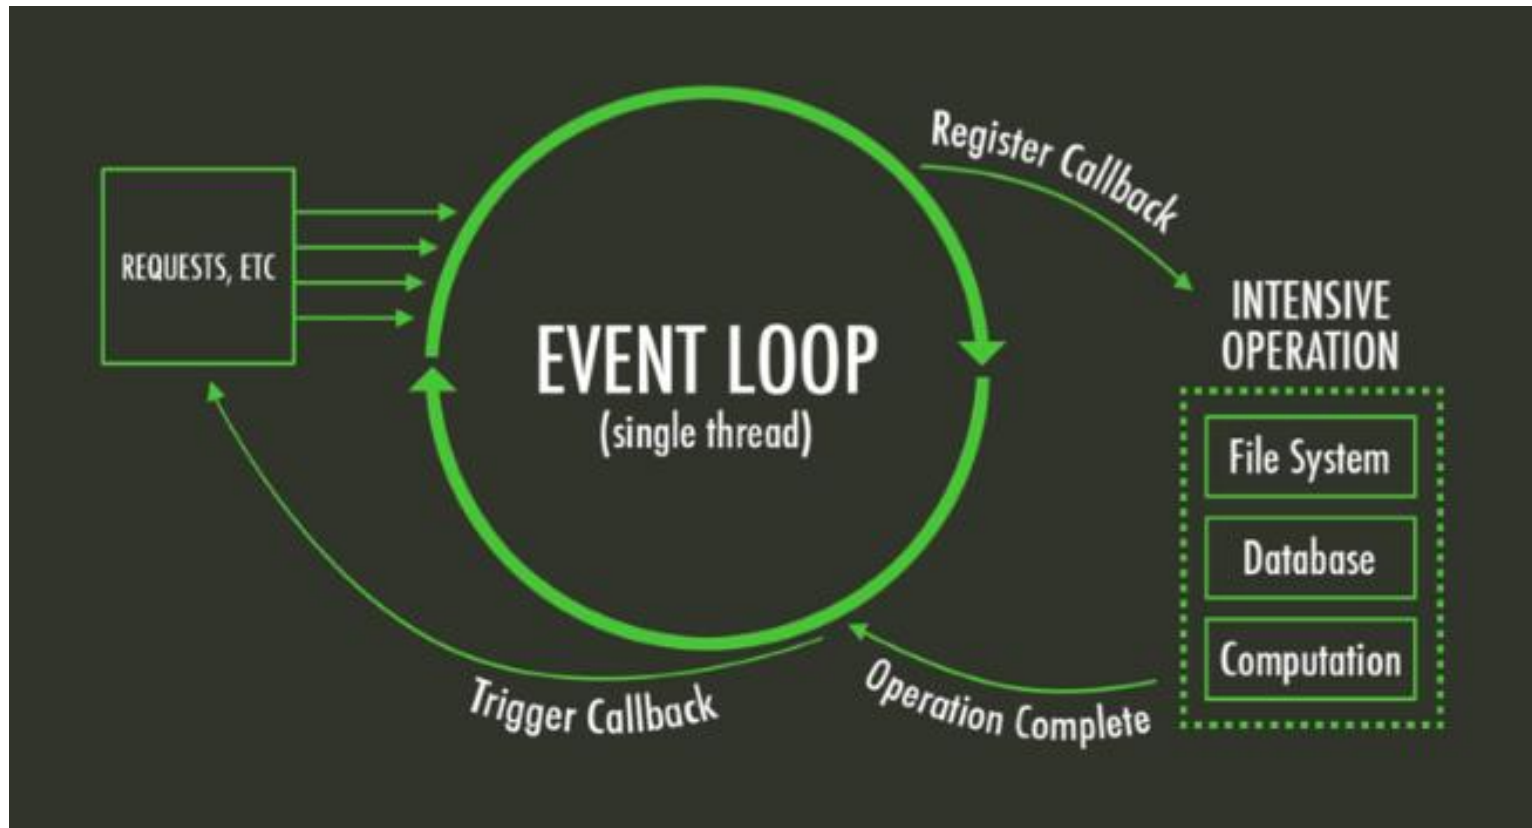 REQUESTS, ETC
EVENT LOOP
(single thread)
Register Callback
INTENSIVE
OPERATION
File System
Database
Computation
Operation Complete
Trigger Callback